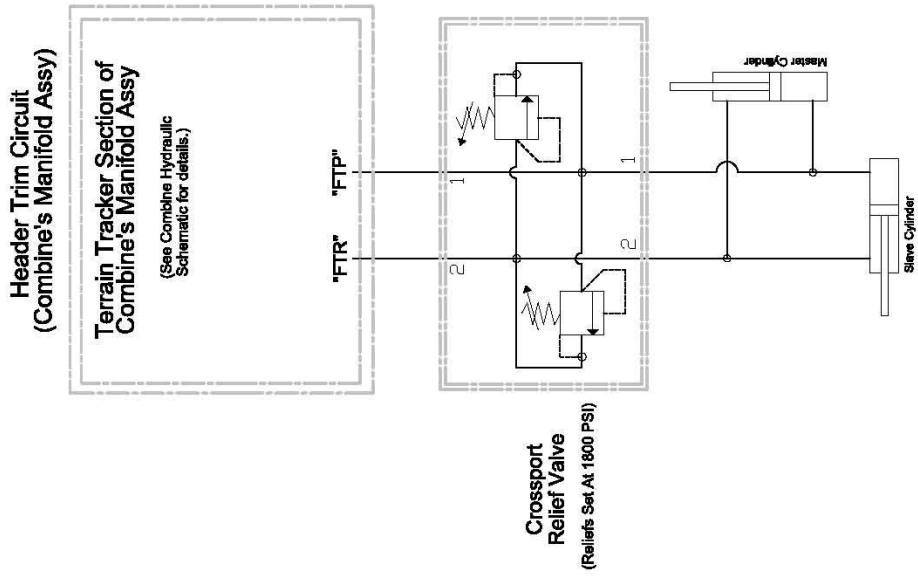 Header Trim Circuit
(Combine's Manifold Assy)
Terrain Tracker Section of
Combine's Manifold Assy
(See Combine Hydraulic
Schematic for details.)
"FTR"
"FTP"
2
1
2
1
Crossport
Relief Valve
(Reliefs Set At 1800 PSI)
Master Cylinder
Slave Cylinder